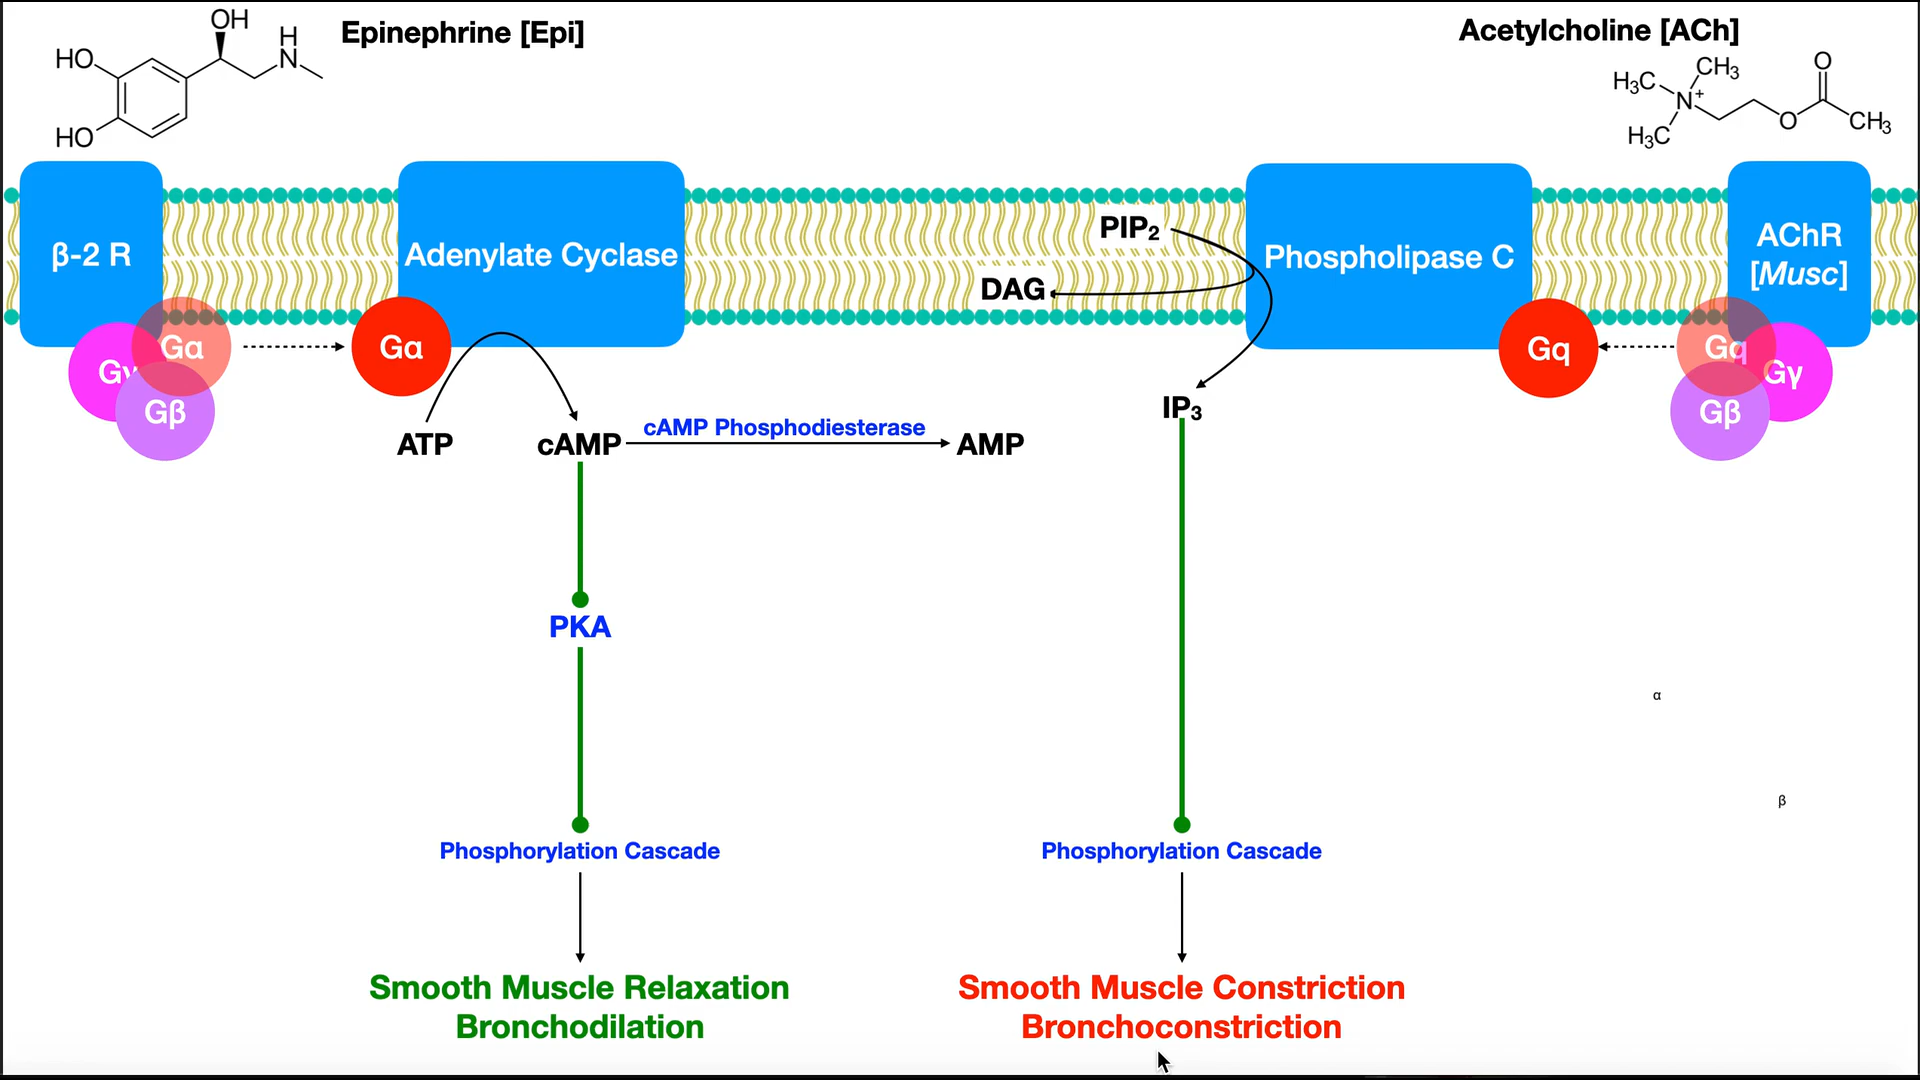 OH
H
N
HO
HO
Epinephrine [Epi]
Acetylcholine [ACh]
H₃C
CH₃
N⁺
H₃C
O
O
CH₃
β-2 R
Adenylate Cyclase
PIP₂
DAG
Phospholipase C
AChR
[Musc]
Gα
Gγ
Gβ
Gα
Gq
Gq
Gγ
Gβ
ATP
cAMP
cAMP Phosphodiesterase
AMP
IP₃
PKA
α
β
Phosphorylation Cascade
Phosphorylation Cascade
Smooth Muscle Relaxation
Bronchodilation
Smooth Muscle Constriction
Bronchoconstriction